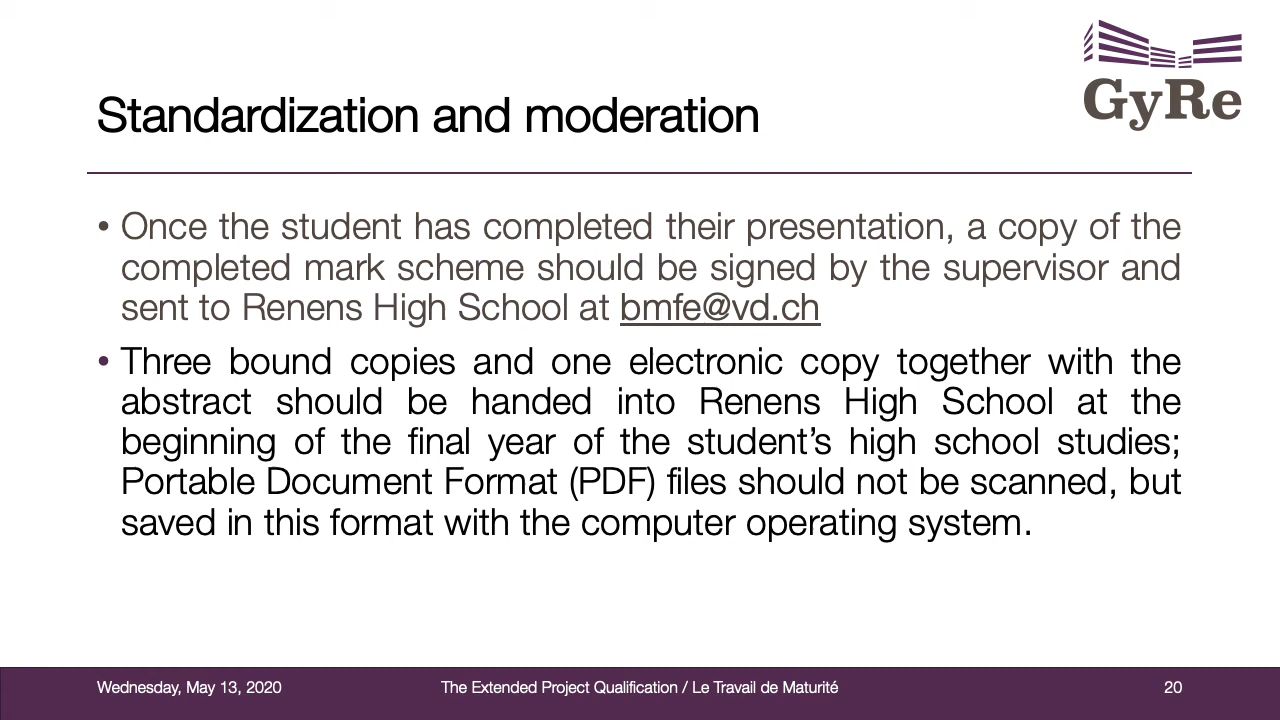 GyRe
Standardization and moderation
• Once the student has completed their presentation, a copy of the
completed mark scheme should be signed by the supervisor and
sent to Renens High School at bmfe@vd.ch
• Three bound copies and one electronic copy together with the
abstract should be handed into Renens High School at the
beginning of the final year of the student’s high school studies;
Portable Document Format (PDF) files should not be scanned, but
saved in this format with the computer operating system.
Wednesday, May 13, 2020
The Extended Project Qualification / Le Travail de Maturité
20